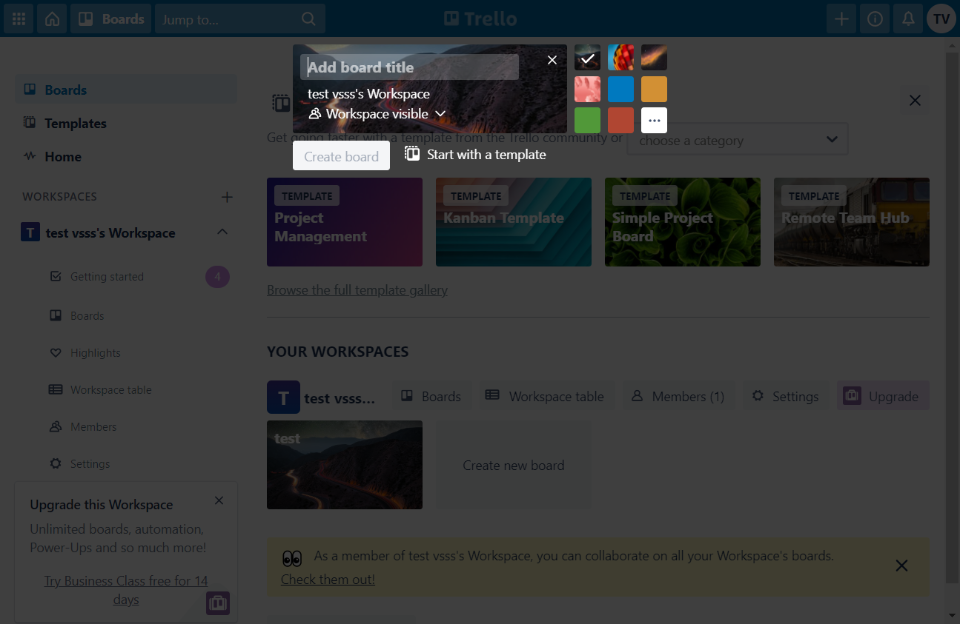 Boards
Jump to...
Trello
TV
Add board title
test vsss's Workspace
Workspace visible
Create board
Start with a template
Boards
Templates
Home
WORKSPACES
T
test vsss's Workspace
Getting started
4
Boards
Highlights
Workspace table
Members
Settings
Upgrade this Workspace
Unlimited boards, automation,
Power-Ups and so much more!
Try Business Class free for 14
days
Get going faster with a template from the Trello community or
choose a category
TEMPLATE
Project
Management
TEMPLATE
Kanban Template
TEMPLATE
Simple Project
Board
TEMPLATE
Remote Team Hub
Browse the full template gallery
YOUR WORKSPACES
T
test vsss...
Boards
Workspace table
Members (1)
Settings
Upgrade
test
Create new board
As a member of test vsss's Workspace, you can collaborate on all your Workspace's boards.
Check them out!